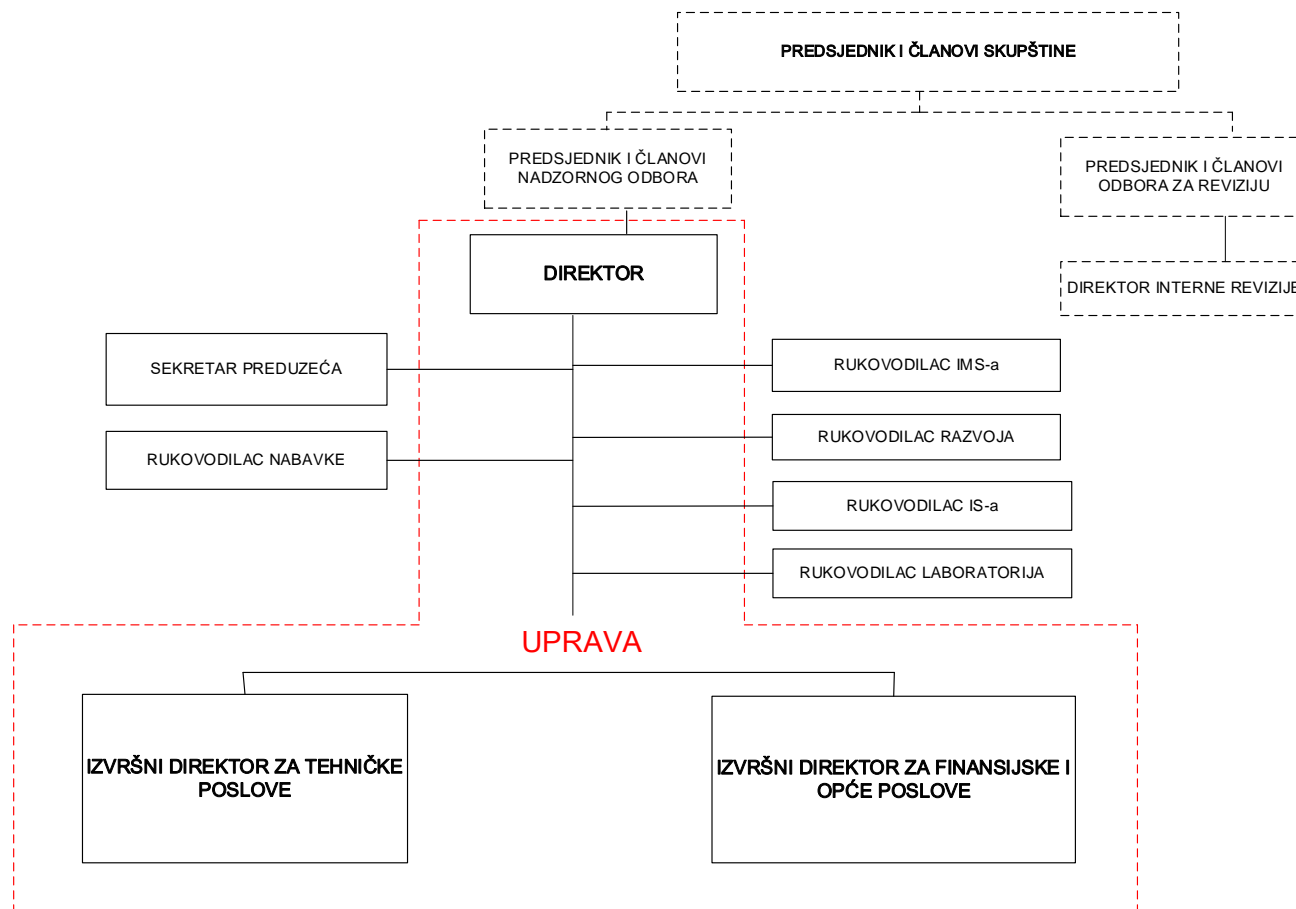 PREDSJEDNIK I ČLANOVI SKUPŠTINE
PREDSJEDNIK I ČLANOVI
NADZORNOG ODBORA
PREDSJEDNIK I ČLANOVI
ODBORA ZA REVIZIJU
DIREKTOR
DIREKTOR INTERNE REVIZIJE
SEKRETAR PREDUZEĆA
RUKOVODILAC IMS-a
RUKOVODILAC NABAVKE
RUKOVODILAC RAZVOJA
RUKOVODILAC IS-a
RUKOVODILAC LABORATORIJA
UPRAVA
IZVRŠNI DIREKTOR ZA TEHNIČKE
POSLOVE
IZVRŠNI DIREKTOR ZA FINANSIJSKE I
OPĆE POSLOVE